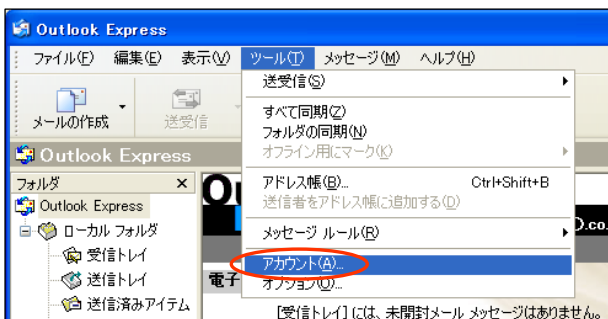 Outlook Express
ファイル(F) 編集(E) 表示(V) ツール(T) メッセージ(M) ヘルプ(H)
メールの作成 送受信
送受信(S)
すべて同期(Z)
フォルダの同期(N)
オフライン用にマーク(K)
アドレス帳(B)... Ctrl+Shift+B
送信者をアドレス帳に追加する(D)
メッセージ ルール(R)
アカウント(A)...
オプション(O)...
Outlook Express
フォルダ ×
Outlook Express
ローカル フォルダ
受信トレイ
送信トレイ
送信済みアイテム
電子
.co.
[受信トレイ] には、未開封メール メッセージはありません。